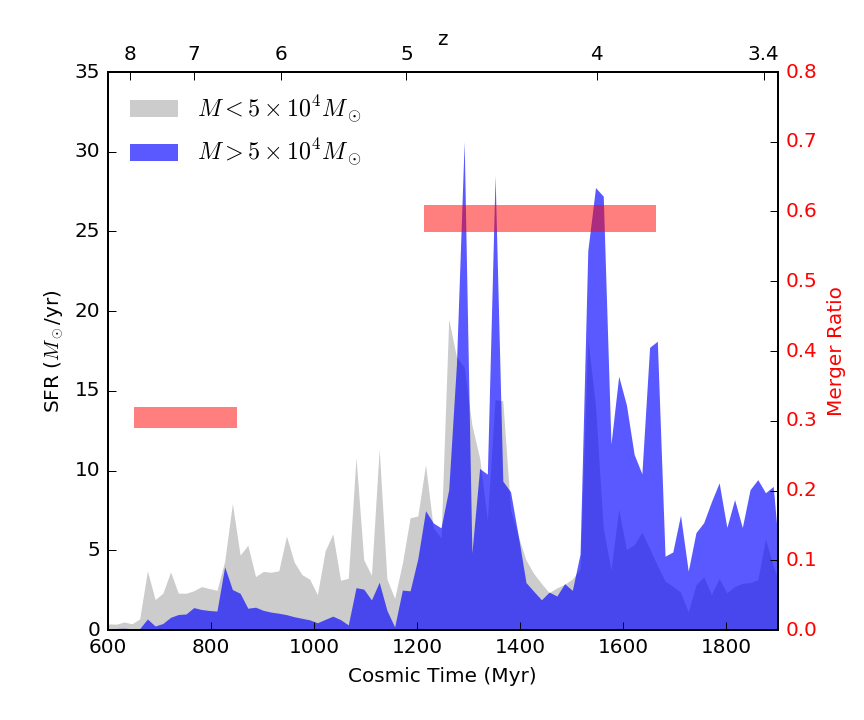 z
8 7 6 5 4 3.4
35 0.8
M < 5 × 10⁴ M⊙
M > 5 × 10⁴ M⊙
0.7
30
0.6
25
0.5
20
0.4
SFR (M⊙/yr)
Merger Ratio
15
0.3
10
0.2
5
0.1
0 0.0
600 800 1000 1200 1400 1600 1800
Cosmic Time (Myr)